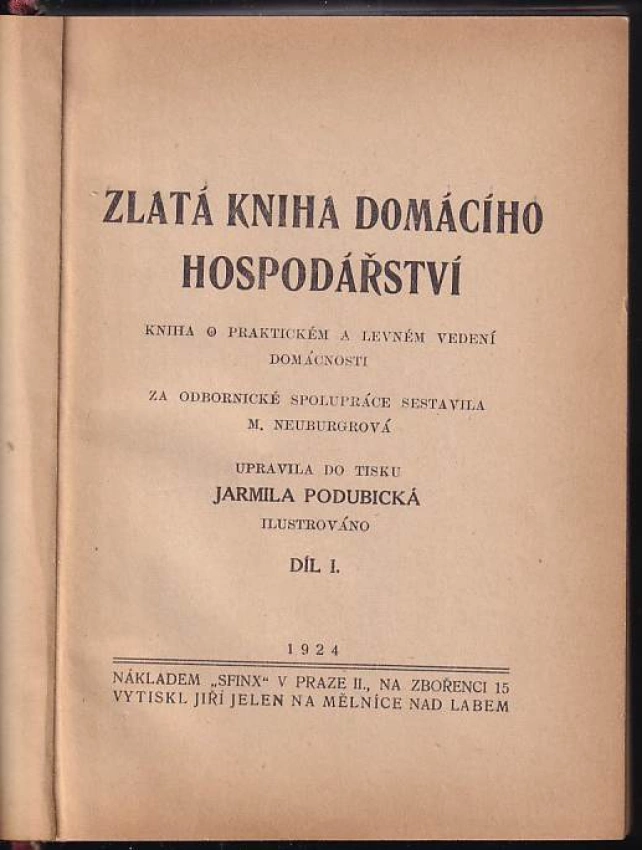 ZLATÁ KNIHA DOMÁCÍHO
HOSPODÁŘSTVÍ
KNIHA O PRAKTICKÉM A LEVNÉM VEDENÍ
DOMÁCNOSTI
ZA ODBORNICKÉ SPOLUPRÁCE SESTAVILA
M. NEUBURGROVÁ
UPRAVILA DO TISKU
JARMILA PODUBICKÁ
ILUSTROVÁNO
DÍL I.
1924
NÁKLADEM „SFINX“ V PRAZE II., NA ZBOŘENCI 15
VYTISKL JIŘÍ JELEN NA MĚLNÍCE NAD LABEM